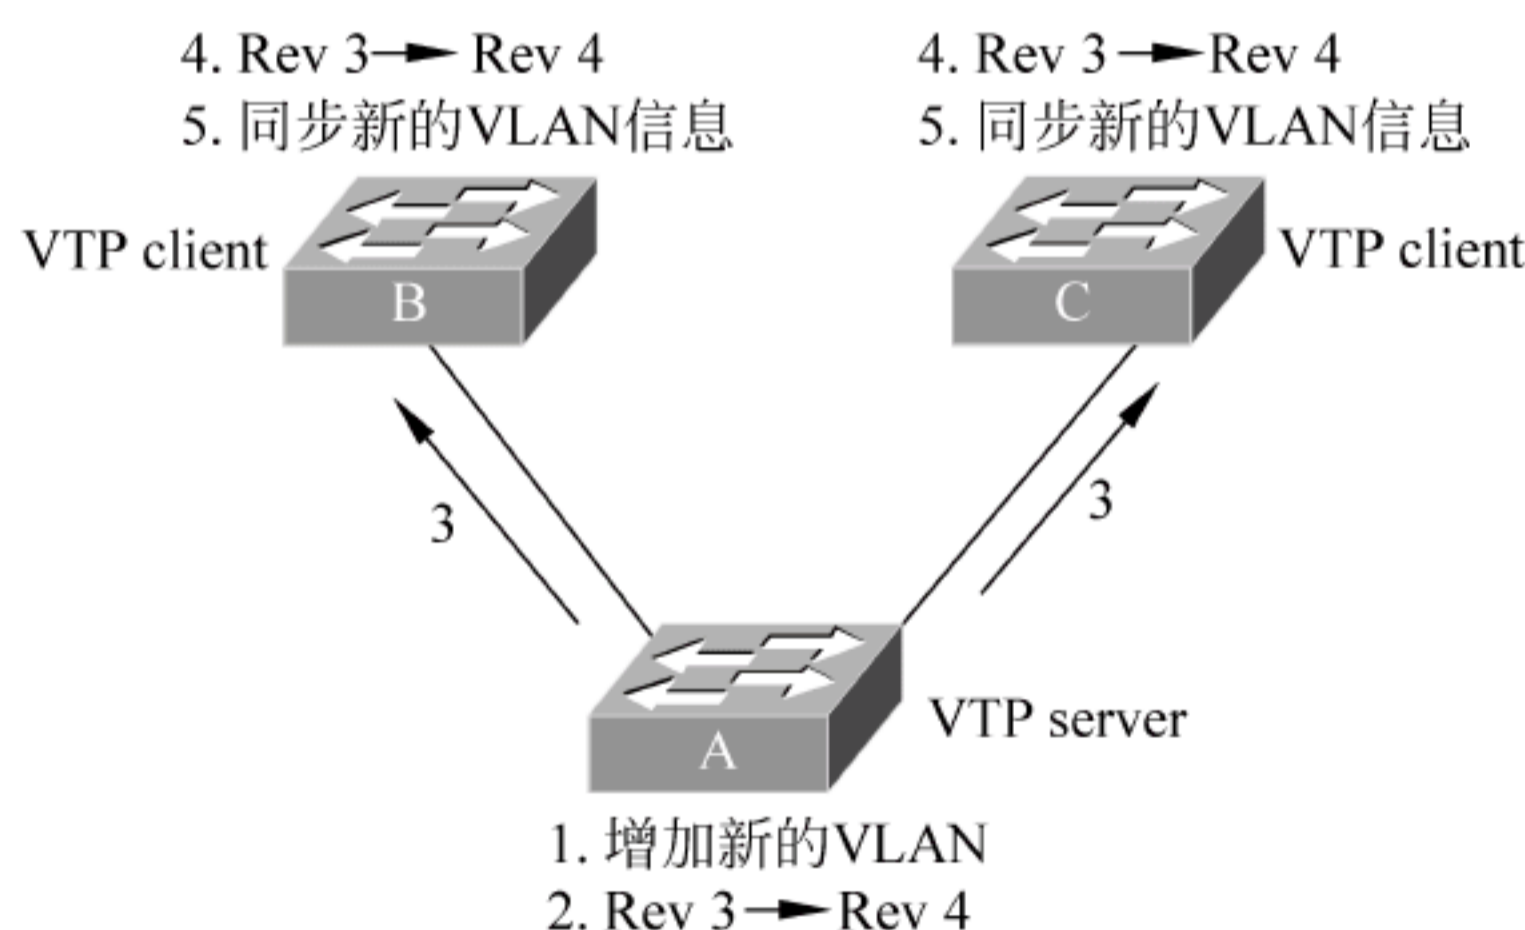 4. Rev 3 → Rev 4
5. 同步新的VLAN信息
4. Rev 3 → Rev 4
5. 同步新的VLAN信息
VTP client
B
C
VTP client
3
3
A
VTP server
1. 增加新的VLAN
2. Rev 3 → Rev 4